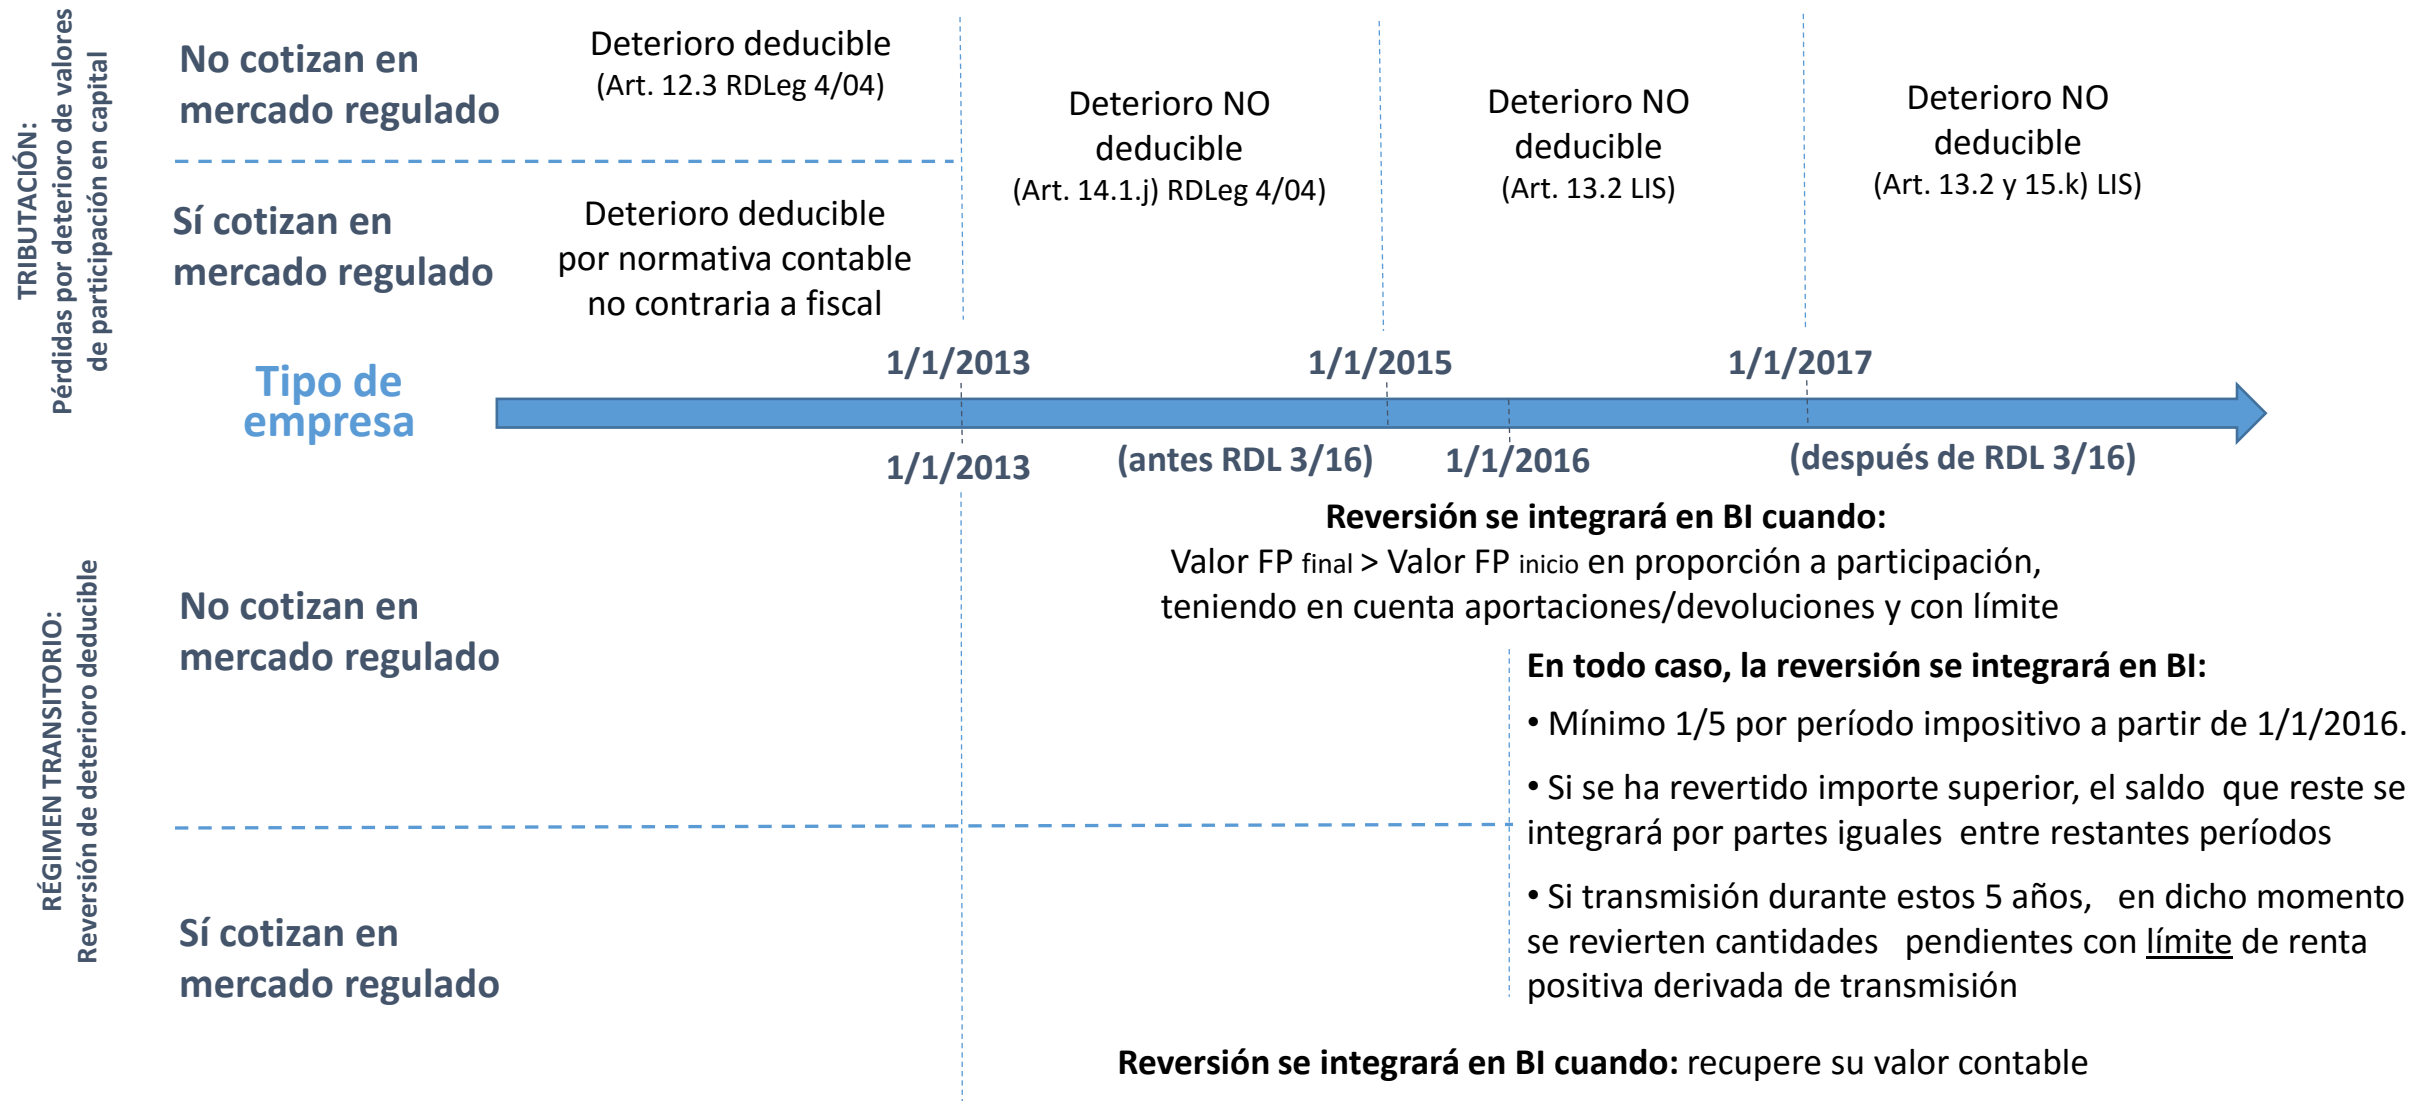 TRIBUTACIÓN:
Pérdidas por deterioro de valores
de participación en capital
No cotizan en
mercado regulado
Deterioro deducible
(Art. 12.3 RDLeg 4/04)
Sí cotizan en
mercado regulado
Deterioro deducible
por normativa contable
no contraria a fiscal
Deterioro NO
deducible
(Art. 14.1.j) RDLeg 4/04)
Deterioro NO
deducible
(Art. 13.2 LIS)
Deterioro NO
deducible
(Art. 13.2 y 15.k) LIS)
Tipo de
empresa
1/1/2013
1/1/2015
1/1/2017
1/1/2013
(antes RDL 3/16)
1/1/2016
(después de RDL 3/16)
RÉGIMEN TRANSITORIO:
Reversión de deterioro deducible
No cotizan en
mercado regulado
Reversión se integrará en BI cuando:
Valor FP final > Valor FP inicio en proporción a participación,
teniendo en cuenta aportaciones/devoluciones y con límite
En todo caso, la reversión se integrará en BI:
• Mínimo 1/5 por período impositivo a partir de 1/1/2016.
• Si se ha revertido importe superior, el saldo que reste se
integrará por partes iguales entre restantes períodos
• Si transmisión durante estos 5 años, en dicho momento
se revierten cantidades pendientes con límite de renta
positiva derivada de transmisión
Sí cotizan en
mercado regulado
Reversión se integrará en BI cuando: recupere su valor contable